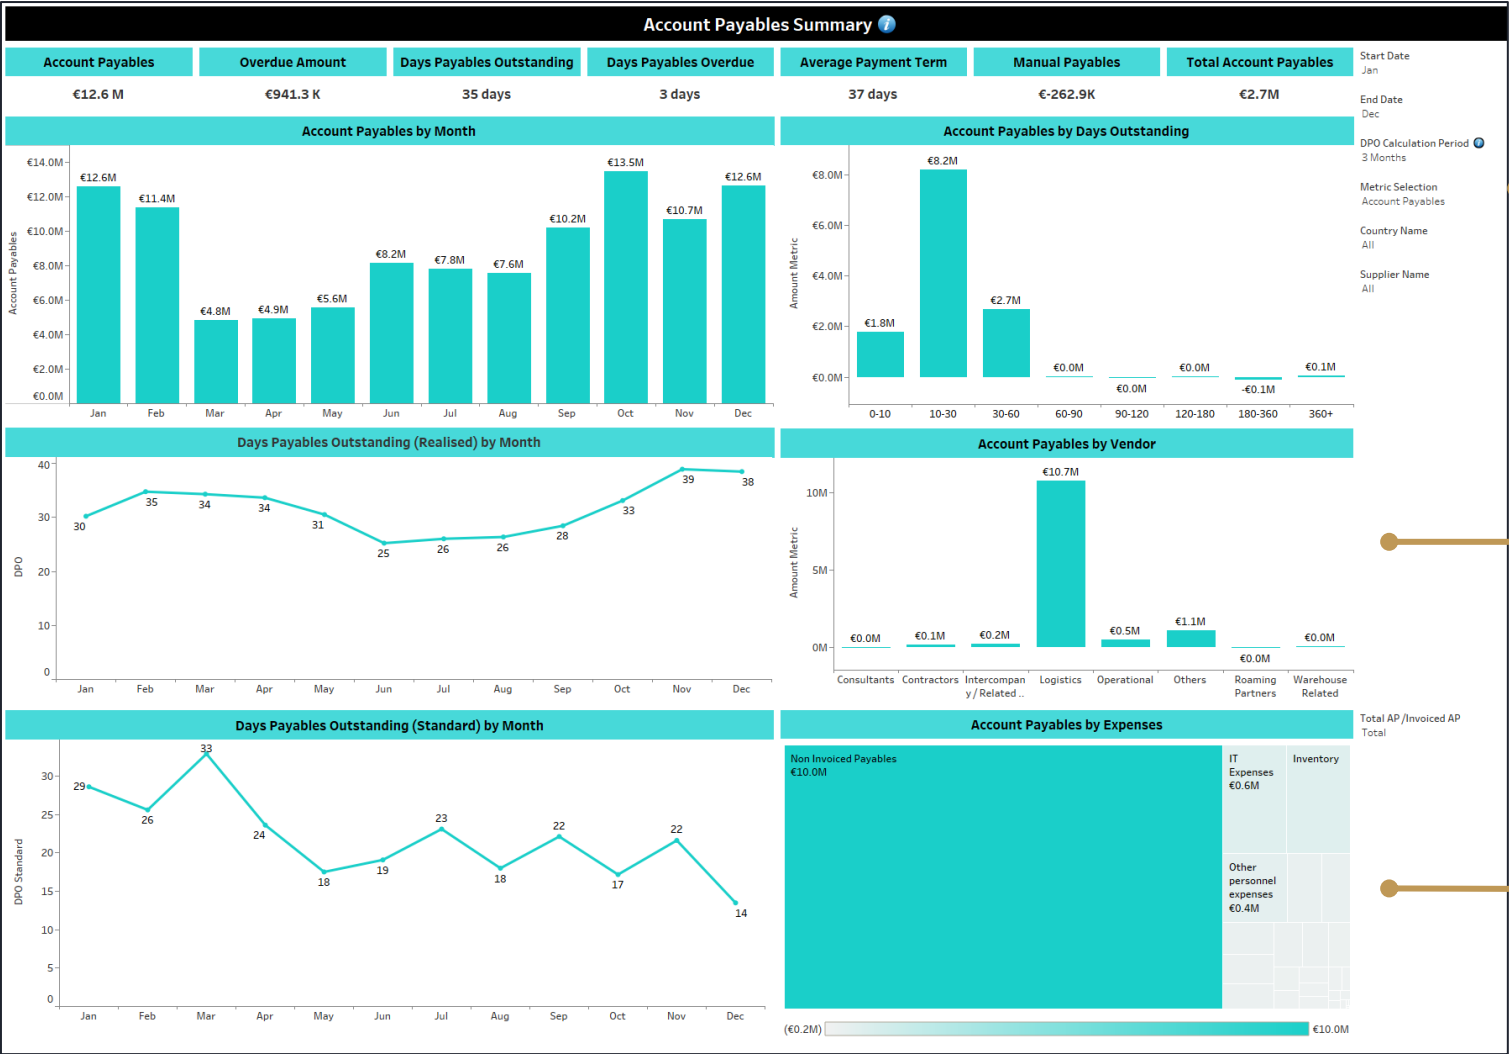 Account Payables Summary i
Account Payables
Overdue Amount
Days Payables Outstanding
Days Payables Overdue
Average Payment Term
Manual Payables
Total Account Payables
€12.6 M
€941.3 K
35 days
3 days
37 days
€-262.9K
€2.7M
Start Date
Jan
End Date
Dec
DPO Calculation Period i
3 Months
Metric Selection
Account Payables
Country Name
All
Supplier Name
All
Account Payables by Month
Account Payables
€14.0M
€12.0M
€10.0M
€8.0M
€6.0M
€4.0M
€2.0M
€0.0M
€12.6M
€11.4M
€4.8M
€4.9M
€5.6M
€8.2M
€7.8M
€7.6M
€10.2M
€13.5M
€10.7M
€12.6M
Jan Feb Mar Apr May Jun Jul Aug Sep Oct Nov Dec
Account Payables by Days Outstanding
Amount Metric
€8.0M
€6.0M
€4.0M
€2.0M
€0.0M
€1.8M
€8.2M
€2.7M
€0.0M
€0.0M
€0.0M
-€0.1M
€0.1M
0-10 10-30 30-60 60-90 90-120 120-180 180-360 360+
Days Payables Outstanding (Realised) by Month
DPO
40
30
20
10
0
30
35
34
34
31
25
26
26
28
33
39
38
Jan Feb Mar Apr May Jun Jul Aug Sep Oct Nov Dec
Account Payables by Vendor
Amount Metric
10M
5M
0M
€0.0M
€0.1M
€0.2M
€10.7M
€0.5M
€1.1M
€0.0M
€0.0M
Consultants
Contractors
Intercompan
y / Related ..
Logistics
Operational
Others
Roaming
Partners
Warehouse
Related
Days Payables Outstanding (Standard) by Month
DPO Standard
30
25
20
15
10
5
0
29
26
33
24
18
19
23
18
22
17
22
14
Jan Feb Mar Apr May Jun Jul Aug Sep Oct Nov Dec
Account Payables by Expenses
Non Invoiced Payables
€10.0M
IT
Expenses
€0.6M
Inventory
Other
personnel
expenses
€0.4M
(€0.2M)
€10.0M
Total AP /Invoiced AP
Total